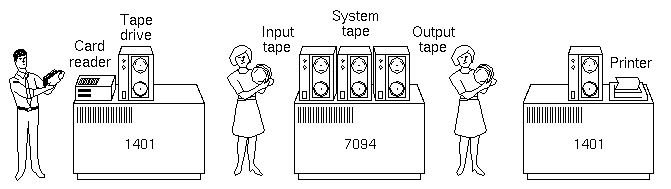 Card
reader
Tape
drive
1401
Input
tape
System
tape
Output
tape
7094
Printer
1401